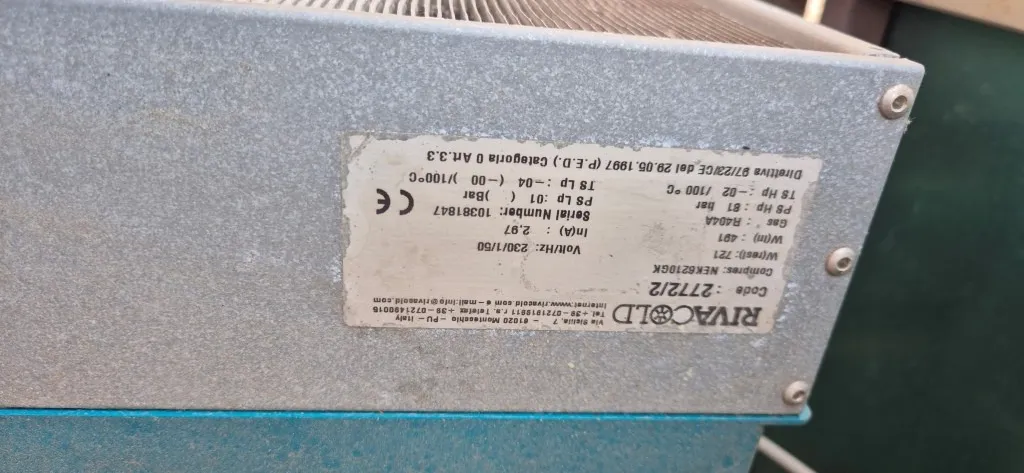 RIVACOLD
Via Sicilia, 7 – 61020 Montecchio – PU – Italy
Tel. +39 – 0721919911 r.a. Telefax +39 – 0721490015
Internet:www.rivacold.com e – mail:info@rivacold.com
Code : 2772/2
Compres: NEK6210GK
W(resi): 721
W(m) : 491
Gas : R404A
PS Hp : 81 bar
TS Hp : –02 /100 °C
Volt/Hz: 230/1/50
In(A) : 2,97
Serial Number: 10381847
PS Lp :01 ( )Bar
TS Lp :–04 (–00 )/100°C
CE
Direttiva 97/23/CE del 29.05.1997 (P.E.D.) Categoria 0 Art.3.3